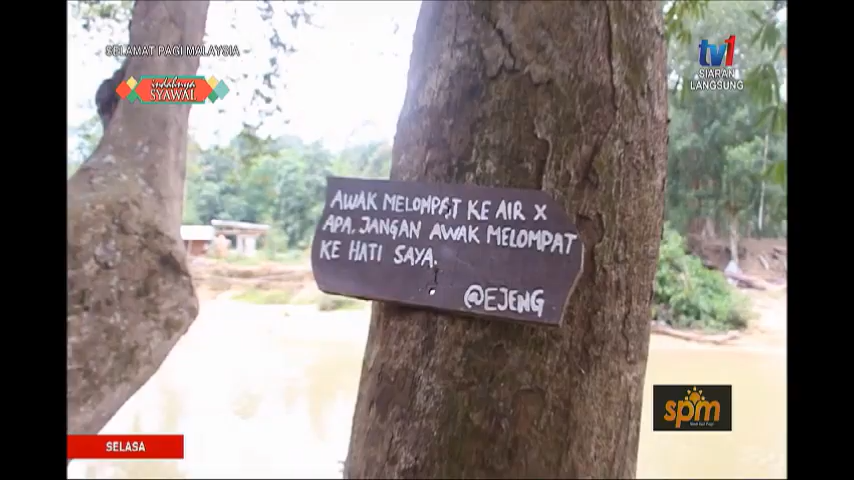 SELAMAT PAGI MALAYSIA
indahnya
SYAWAL
tv1
SIARAN
LANGSUNG
AWAK MELOMPAT KE AIR X
APA, JANGAN AWAK MELOMPAT
KE HATI SAYA.
@EJENG
spm
SELASA